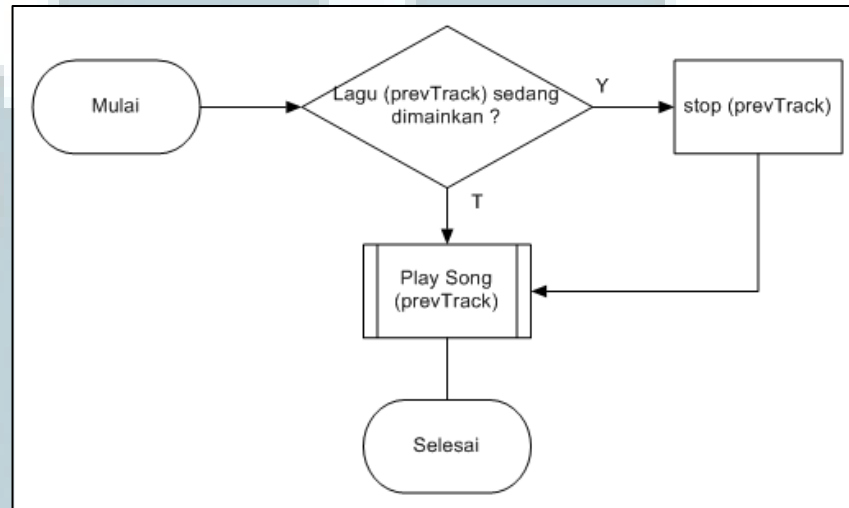 Mulai
Lagu (prevTrack) sedang
dimainkan ?
Y
stop (prevTrack)
T
Play Song
(prevTrack)
Selesai